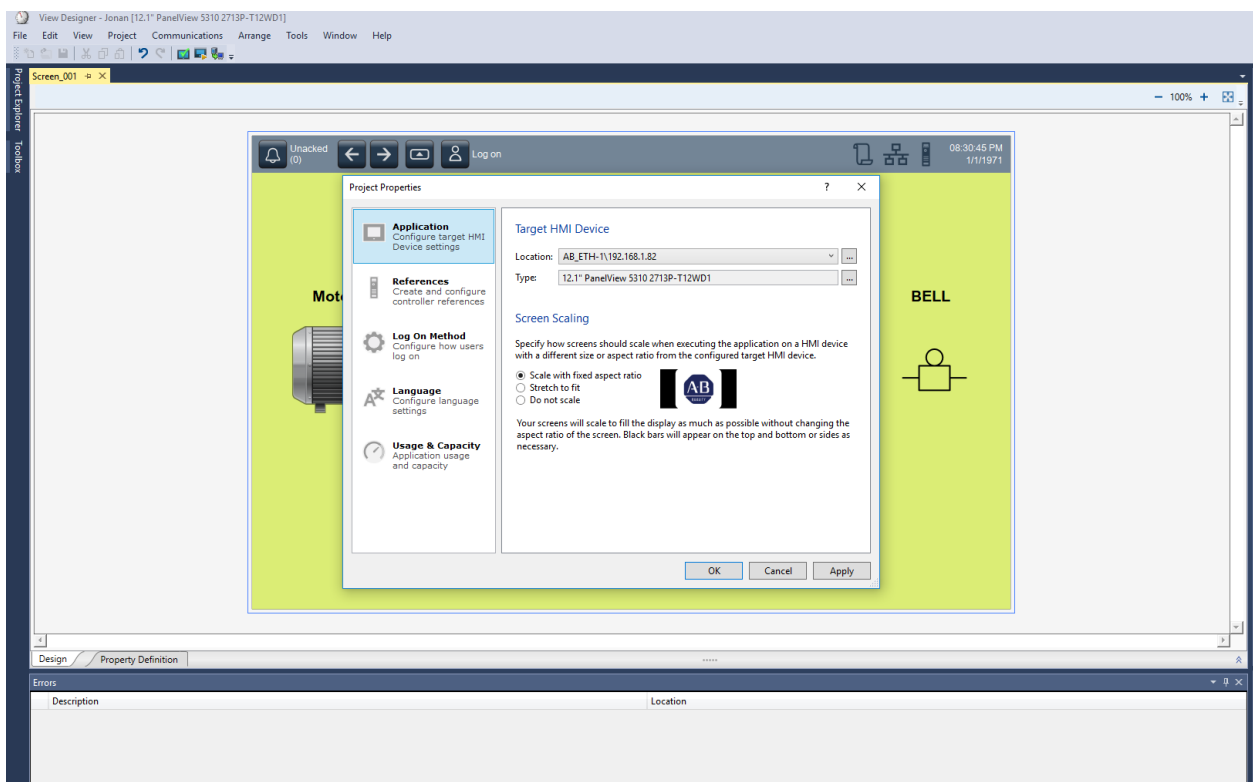 View Designer - Jonan [12.1" PanelView 5310 2713P-T12WD1]
File Edit View Project Communications Arrange Tools Window Help
Screen_001
Project Explorer
Toolbox
100%
Unacked
(0)
Log on
08:30:45 PM
1/1/1971
Project Properties
Application
Configure target HMI
Device settings
References
Create and configure
controller references
Log On Method
Configure how users
log on
Language
Configure language
settings
Usage & Capacity
Application usage
and capacity
Target HMI Device
Location: AB_ETH-1\192.168.1.82
Type: 12.1" PanelView 5310 2713P-T12WD1
Screen Scaling
Specify how screens should scale when executing the application on a HMI device
with a different size or aspect ratio from the configured target HMI device.
Scale with fixed aspect ratio
Stretch to fit
Do not scale
AB
Your screens will scale to fill the display as much as possible without changing the
aspect ratio of the screen. Black bars will appear on the top and bottom or sides as
necessary.
OK Cancel Apply
Mot
BELL
Design Property Definition
Errors
Description Location